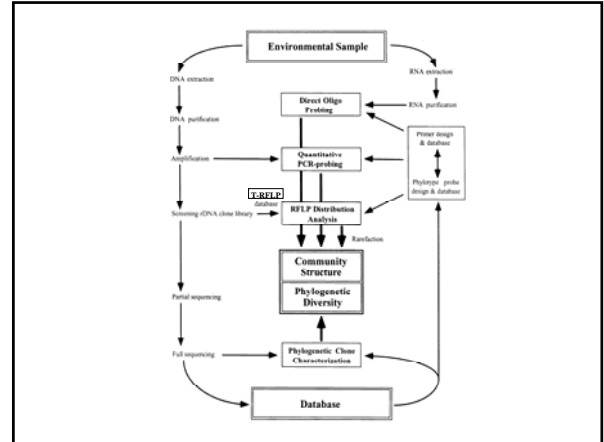 Environmental Sample
DNA extraction
RNA extraction
Direct Oligo
Probing
RNA purification
DNA purification
Primer design
& database
Amplification
Quantitative
PCR-probing
Phylotype probe
design & database
T-RFLP
database
Screening rDNA clone library
RFLP Distribution
Analysis
Rarefaction
Community
Structure
Phylogenetic
Diversity
Partial sequencing
Full sequencing
Phylogenetic Clone
Characterization
Database